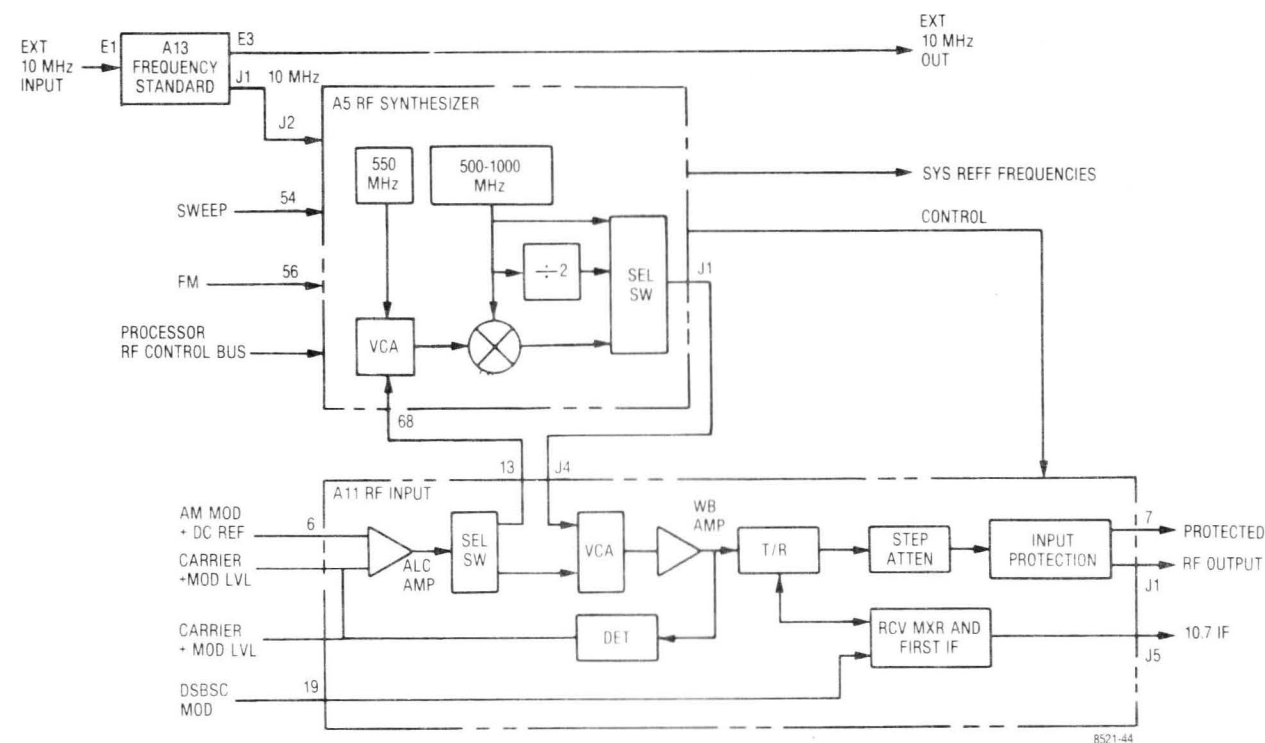 EXT
10 MHz
INPUT
E1
A13
FREQUENCY
STANDARD
E3
J1
10 MHz
EXT
10 MHz
OUT
J2
A5 RF SYNTHESIZER
550
MHz
500-1000
MHz
SYS REFF FREQUENCIES
SWEEP
54
CONTROL
÷2
SEL
SW
J1
FM
56
PROCESSOR
RF CONTROL BUS
VCA
68
13
J4
A11 RF INPUT
AM MOD
+ DC REF
6
CARRIER
+MOD LVL
ALC
AMP
SEL
SW
VCA
WB
AMP
T/R
STEP
ATTEN
INPUT
PROTECTION
7
PROTECTED
RF OUTPUT
J1
CARRIER
+ MOD LVL
DET
RCV MXR AND
FIRST IF
10.7 IF
J5
DSBSC
MOD
19
8521-44